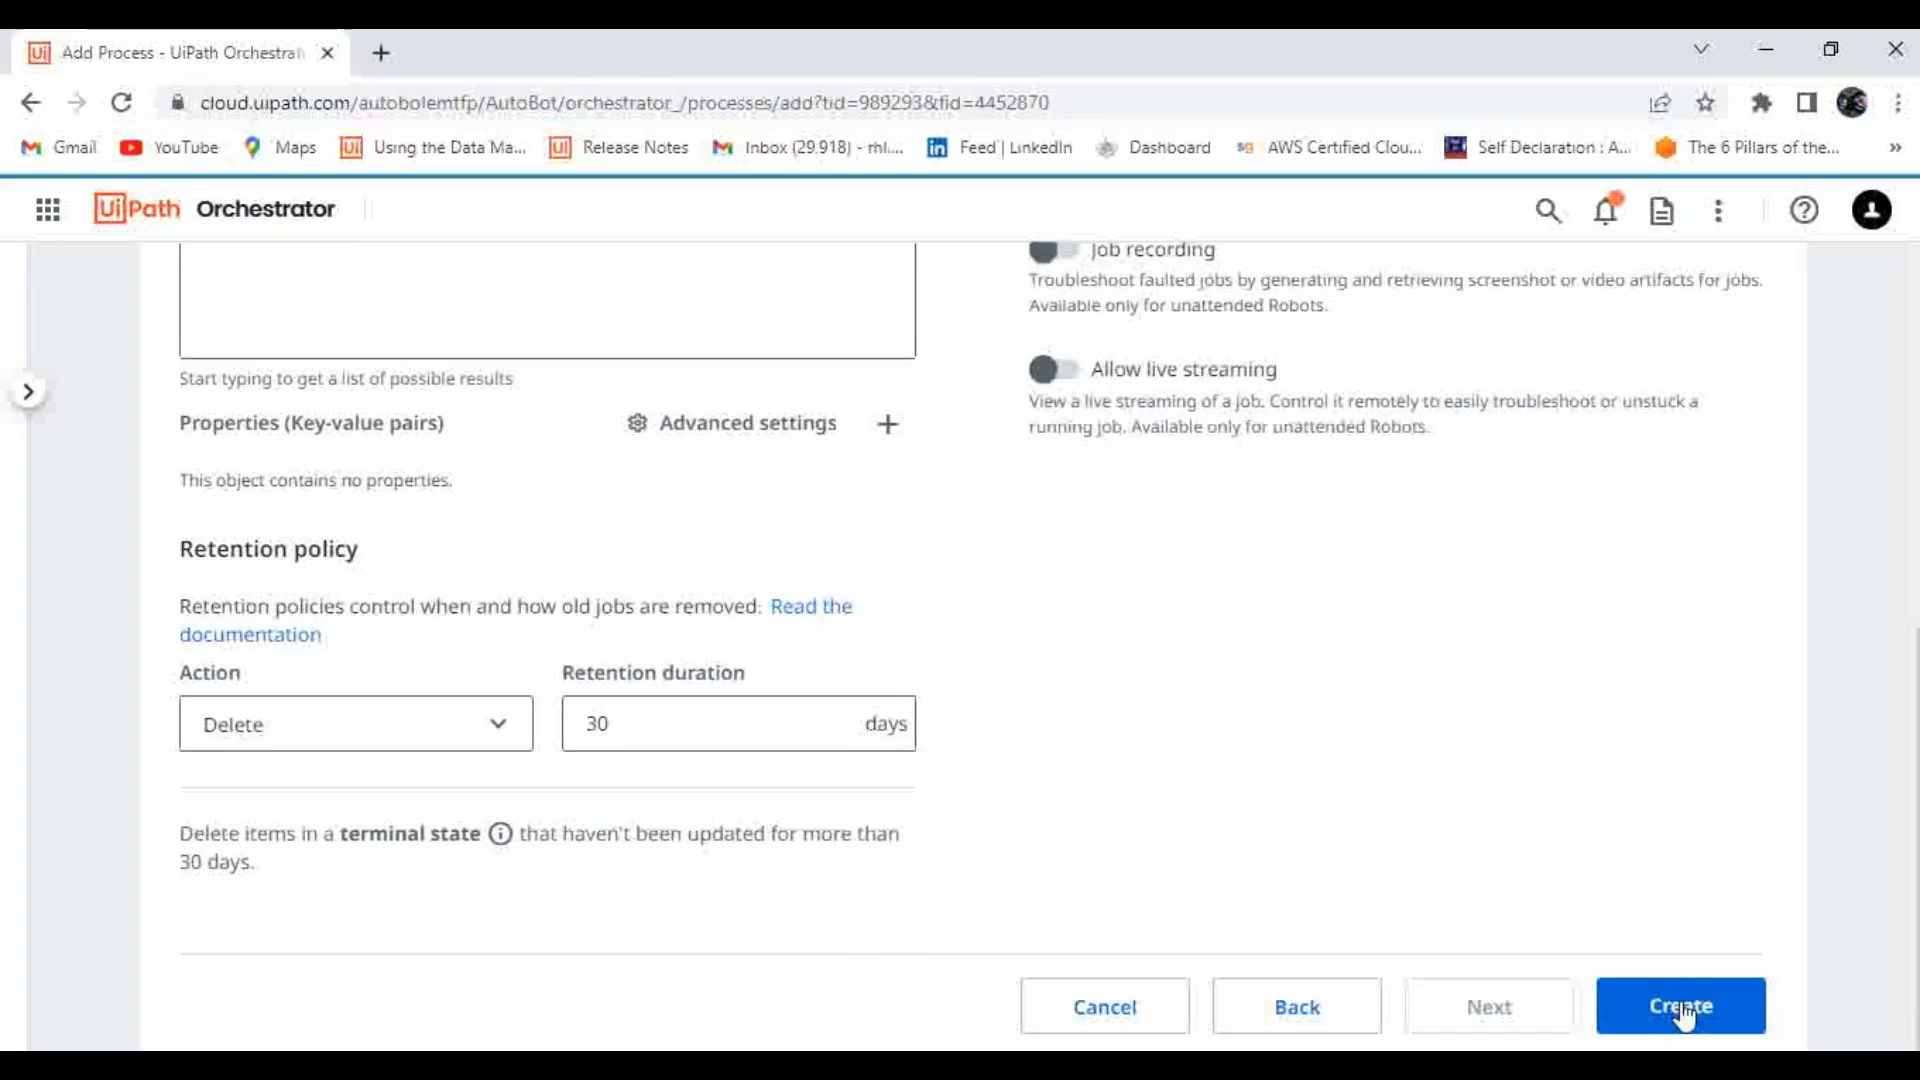 Add Process - UiPath Orchestrat
cloud.uipath.com/autobolemtfp/AutoBot/orchestrator_/processes/add?tid=989293&fid=4452870
Gmail YouTube Maps Using the Data Ma... Release Notes Inbox (29,918) - rhl.... Feed | LinkedIn Dashboard sg AWS Certified Clou... Self Declaration : A... The 6 Pillars of the... »
UiPath Orchestrator
Job recording
Troubleshoot faulted jobs by generating and retrieving screenshot or video artifacts for jobs.
Available only for unattended Robots.
Allow live streaming
View a live streaming of a job. Control it remotely to easily troubleshoot or unstuck a
running job. Available only for unattended Robots.
Start typing to get a list of possible results
Properties (Key-value pairs) Advanced settings
This object contains no properties.
Retention policy
Retention policies control when and how old jobs are removed. Read the
documentation
Action Retention duration
Delete 30 days
Delete items in a terminal state that haven't been updated for more than
30 days.
Cancel Back Next Create